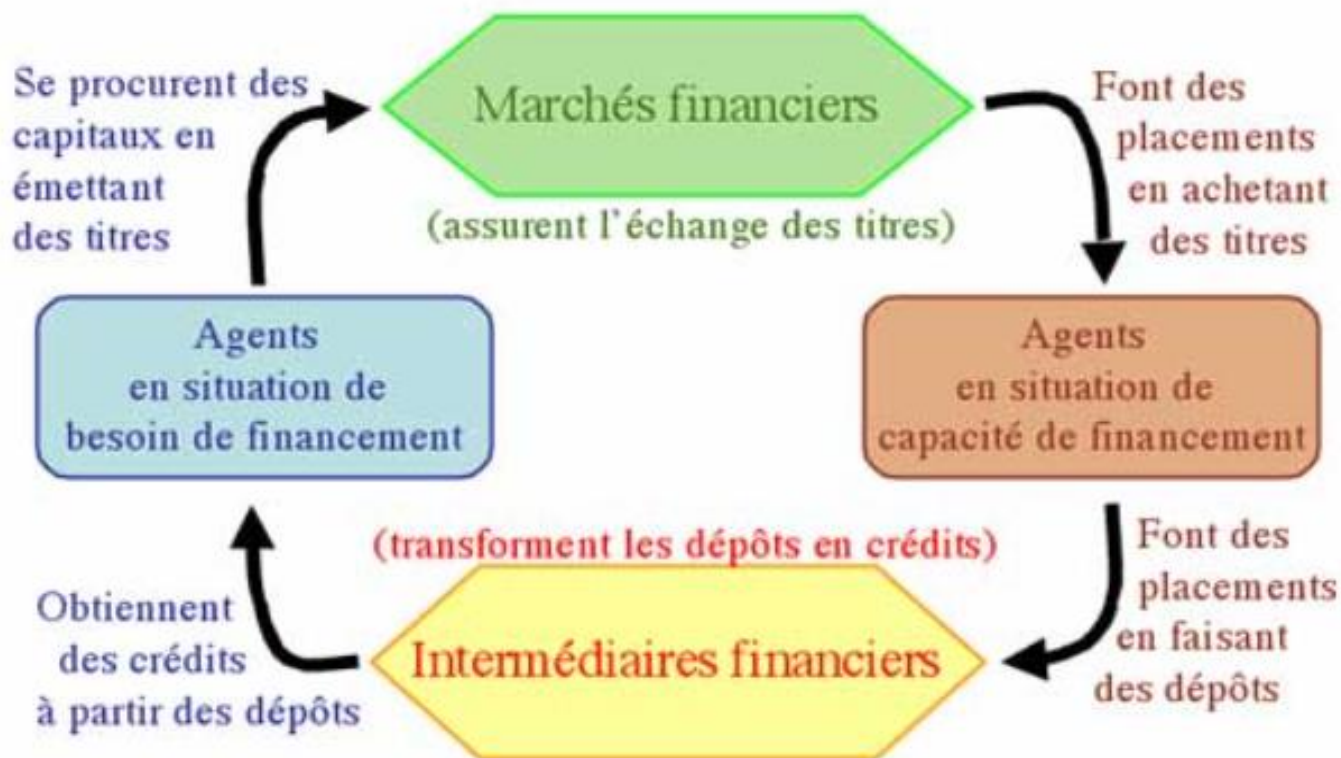 Se procurent des
capitaux en
émettant
des titres
Marchés financiers
(assurent l'échange des titres)
Font des
placements
en achetant
des titres
Agents
en situation de
besoin de financement
Agents
en situation de
capacité de financement
(transforment les dépôts en crédits)
Intermédiaires financiers
Obtiennent
des crédits
à partir des dépôts
Font des
placements
en faisant
des dépôts